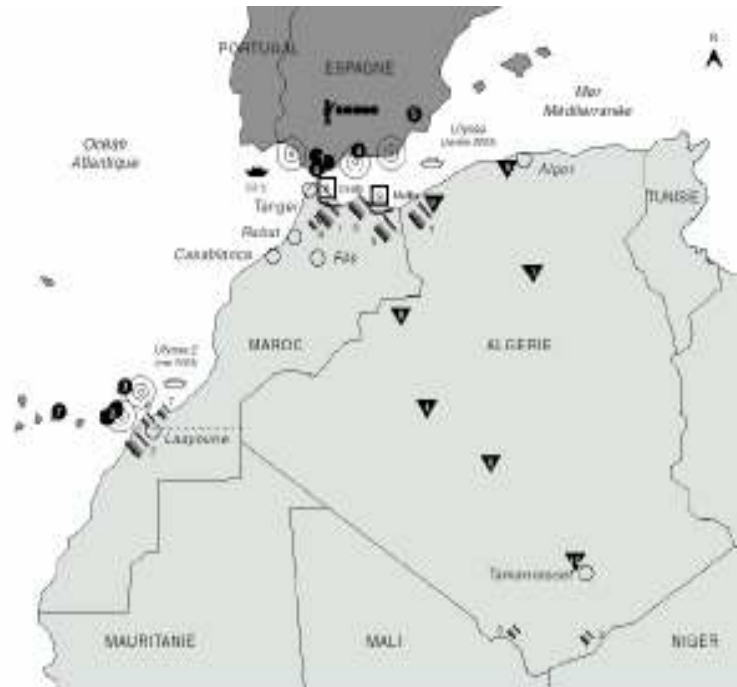 PORTUGAL
ESPAGNE
N
Mer
Méditerranée
Océan
Atlantique
Ulysse
Alger
TUNISIE
Tanger
Rabat
Casablanca
Fès
MAROC
ALGERIE
Ulysse 2
Laayoune
Tamanrasset
MAURITANIE
MALI
NIGER